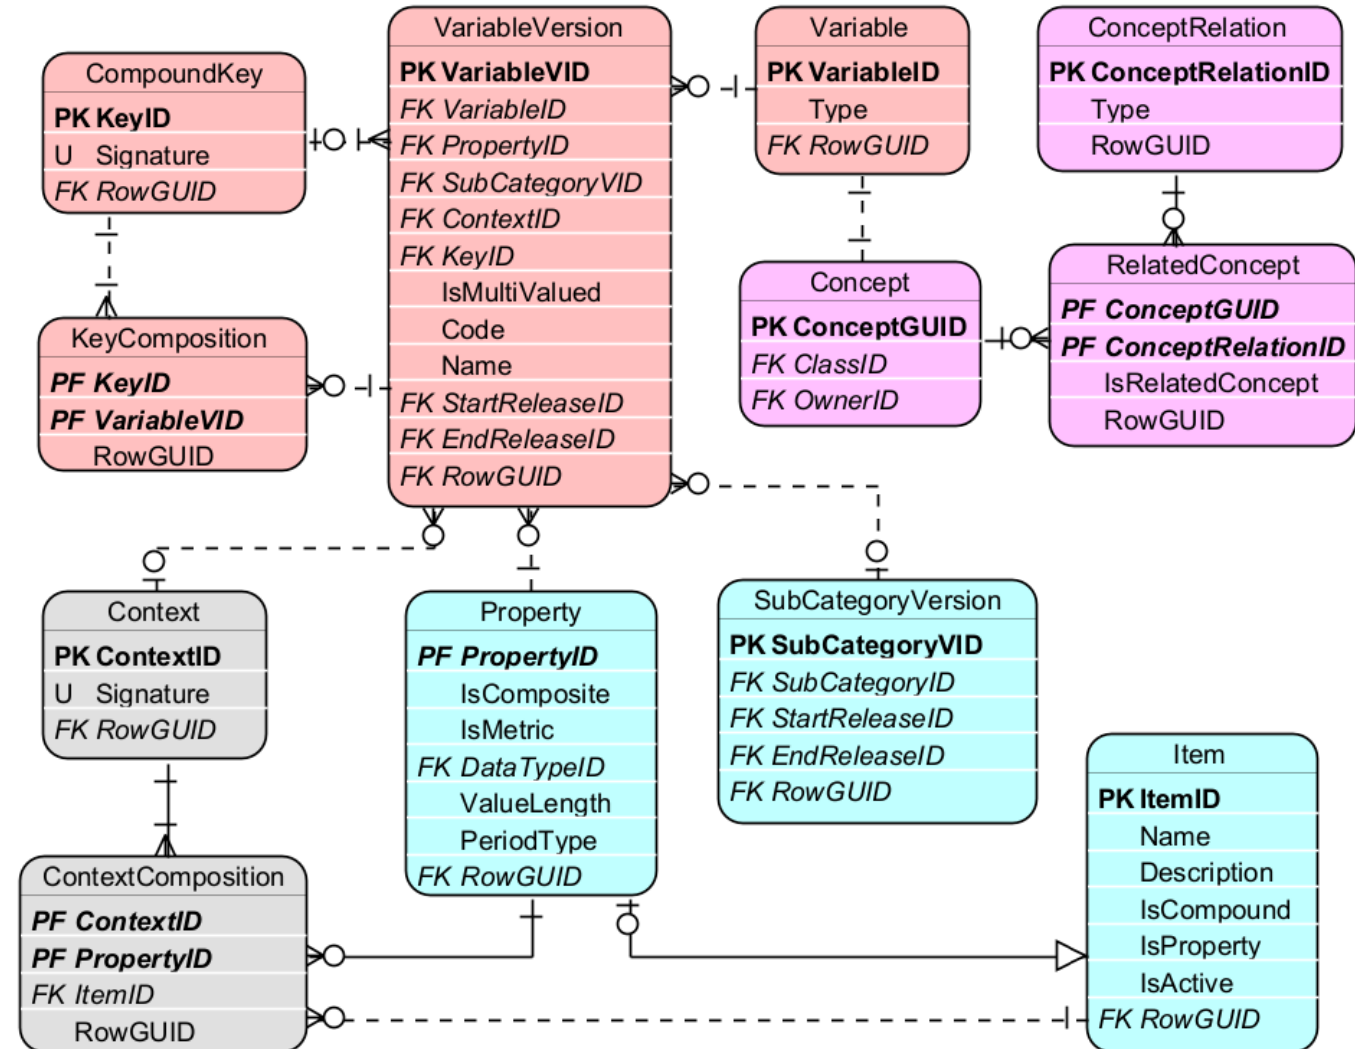 CompoundKey
PK KeyID
U Signature
FK RowGUID
KeyComposition
PF KeyID
PF VariableVID
RowGUID
VariableVersion
PK VariableVID
FK VariableID
FK PropertyID
FK SubCategoryVID
FK ContextID
FK KeyID
IsMultiValued
Code
Name
FK StartReleaseID
FK EndReleaseID
FK RowGUID
Variable
PK VariableID
Type
FK RowGUID
ConceptRelation
PK ConceptRelationID
Type
RowGUID
Concept
PK ConceptGUID
FK ClassID
FK OwnerID
RelatedConcept
PF ConceptGUID
PF ConceptRelationID
IsRelatedConcept
RowGUID
Context
PK ContextID
U Signature
FK RowGUID
ContextComposition
PF ContextID
PF PropertyID
FK ItemID
RowGUID
Property
PF PropertyID
IsComposite
IsMetric
FK DataTypeID
ValueLength
PeriodType
FK RowGUID
SubCategoryVersion
PK SubCategoryVID
FK SubCategoryID
FK StartReleaseID
FK EndReleaseID
FK RowGUID
Item
PK ItemID
Name
Description
IsCompound
IsProperty
IsActive
FK RowGUID